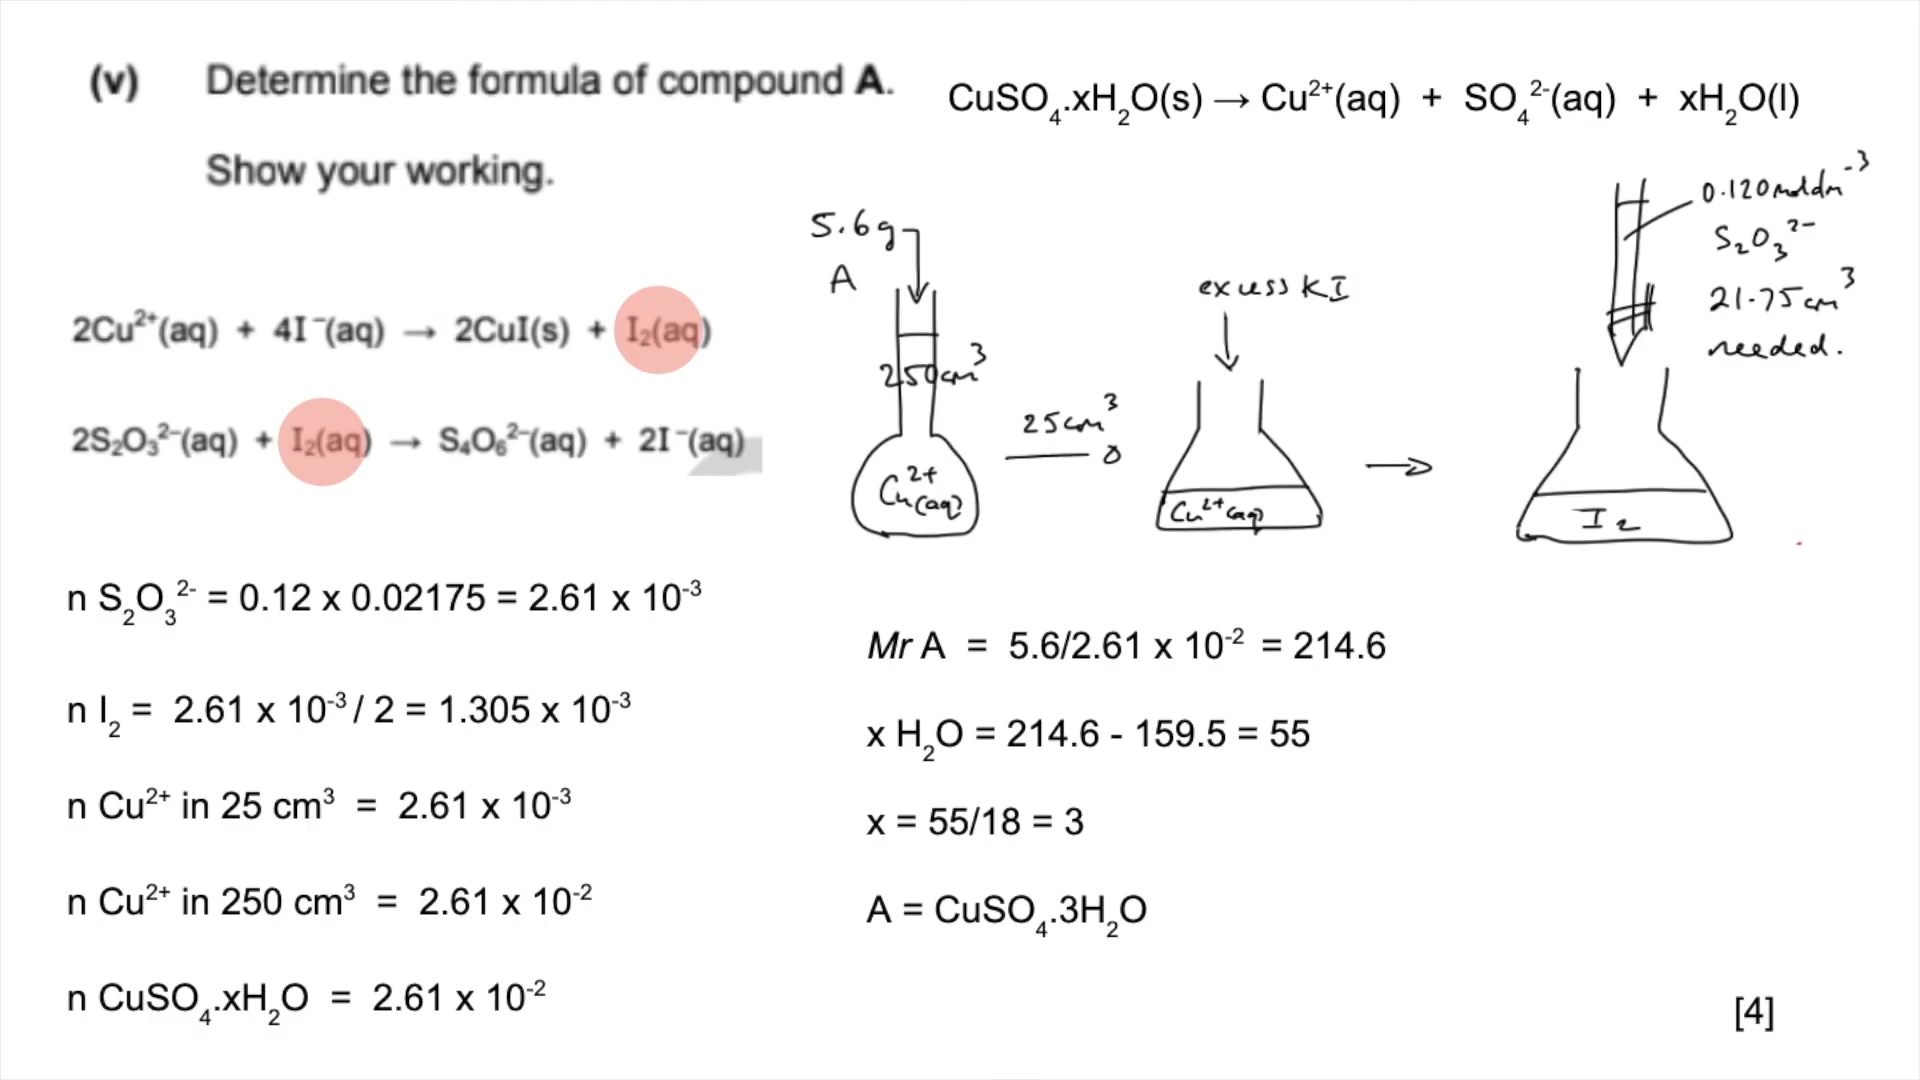 (v) Determine the formula of compound A.
Show your working.
CuSO₄.xH₂O(s) → Cu²⁺(aq) + SO₄²⁻(aq) + xH₂O(l)
2Cu²⁺(aq) + 4I⁻(aq) → 2CuI(s) + I₂(aq)
2S₂O₃²⁻(aq) + I₂(aq) → S₄O₆²⁻(aq) + 2I⁻(aq)
5.6g
A
250cm³
Cu²⁺(aq)
25cm³
excess KI
Cu²⁺(aq)
0.120moldm⁻³
S₂O₃²⁻
21.75cm³
needed.
I₂
n S₂O₃²⁻ = 0.12 x 0.02175 = 2.61 x 10⁻³
n I₂ = 2.61 x 10⁻³ / 2 = 1.305 x 10⁻³
n Cu²⁺ in 25 cm³ = 2.61 x 10⁻³
n Cu²⁺ in 250 cm³ = 2.61 x 10⁻²
n CuSO₄.xH₂O = 2.61 x 10⁻²
Mr A = 5.6/2.61 x 10⁻² = 214.6
x H₂O = 214.6 - 159.5 = 55
x = 55/18 = 3
A = CuSO₄.3H₂O
[4]